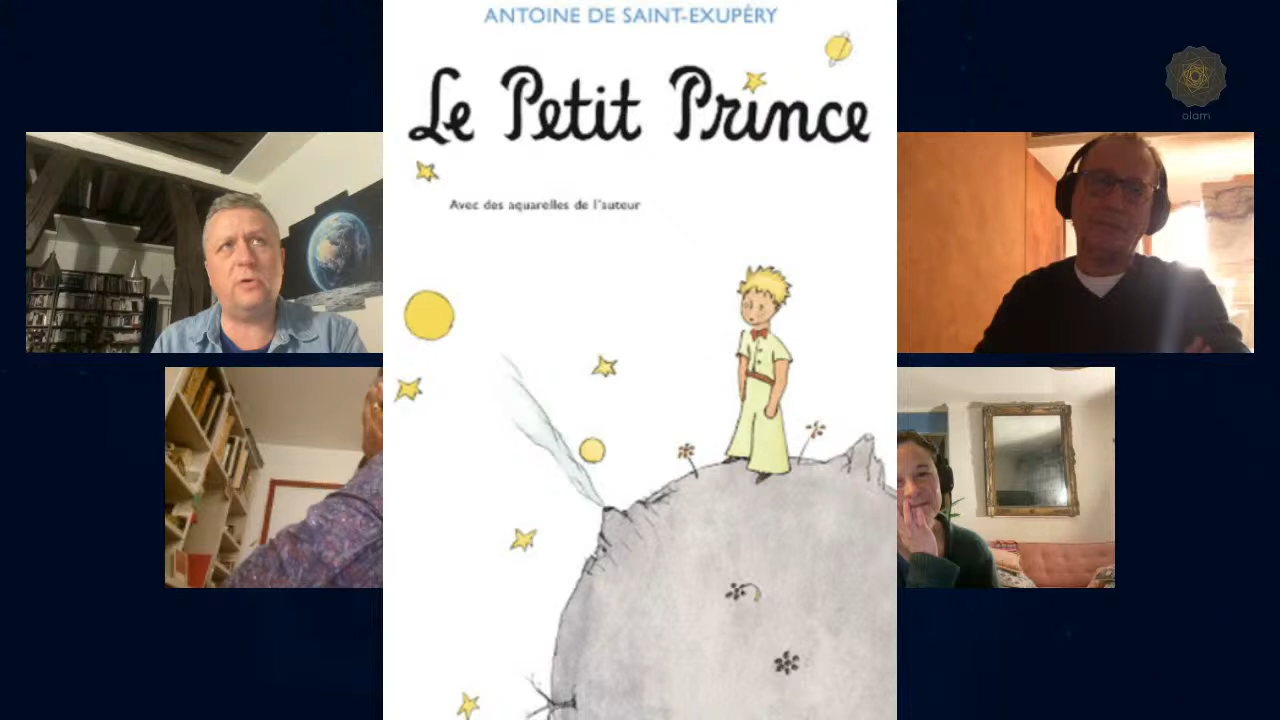 ANTOINE DE SAINT-EXUPÉRY
Le Petit Prince
Avec des aquarelles de l'auteur
olam